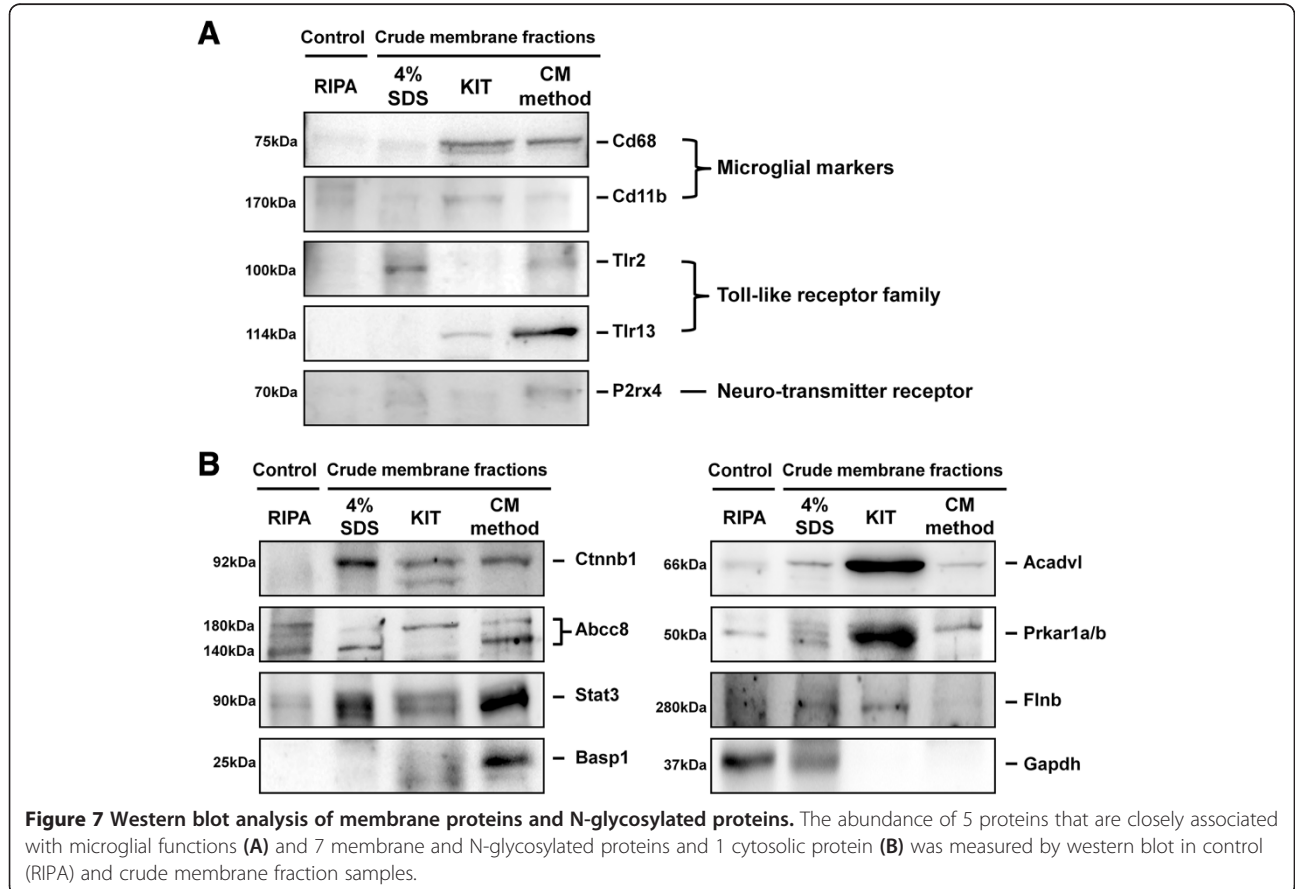 A
Control Crude membrane fractions
RIPA 4% SDS KIT CM method
75kDa Cd68
Microglial markers
170kDa Cd11b
100kDa Tlr2
Toll-like receptor family
114kDa Tlr13
70kDa P2rx4 Neuro-transmitter receptor
B
Control Crude membrane fractions
RIPA 4% SDS KIT CM method
92kDa Ctnnb1
180kDa
Abcc8
140kDa
90kDa Stat3
25kDa Basp1
Control Crude membrane fractions
RIPA 4% SDS KIT CM method
66kDa Acadvl
50kDa Prkar1a/b
280kDa Flnb
37kDa Gapdh
Figure 7 Western blot analysis of membrane proteins and N-glycosylated proteins. The abundance of 5 proteins that are closely associated
with microglial functions (A) and 7 membrane and N-glycosylated proteins and 1 cytosolic protein (B) was measured by western blot in control
(RIPA) and crude membrane fraction samples.